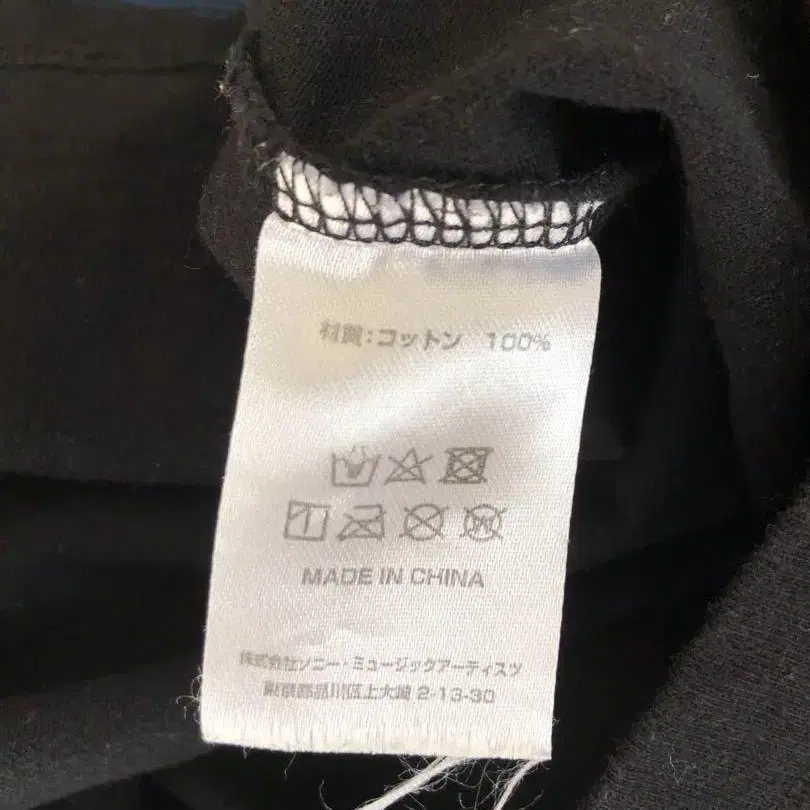 材質:コットン 100%
MADE IN CHINA
株式会社ソニー・ミュージックアーティスツ
東京都品川区上大崎 2-13-30